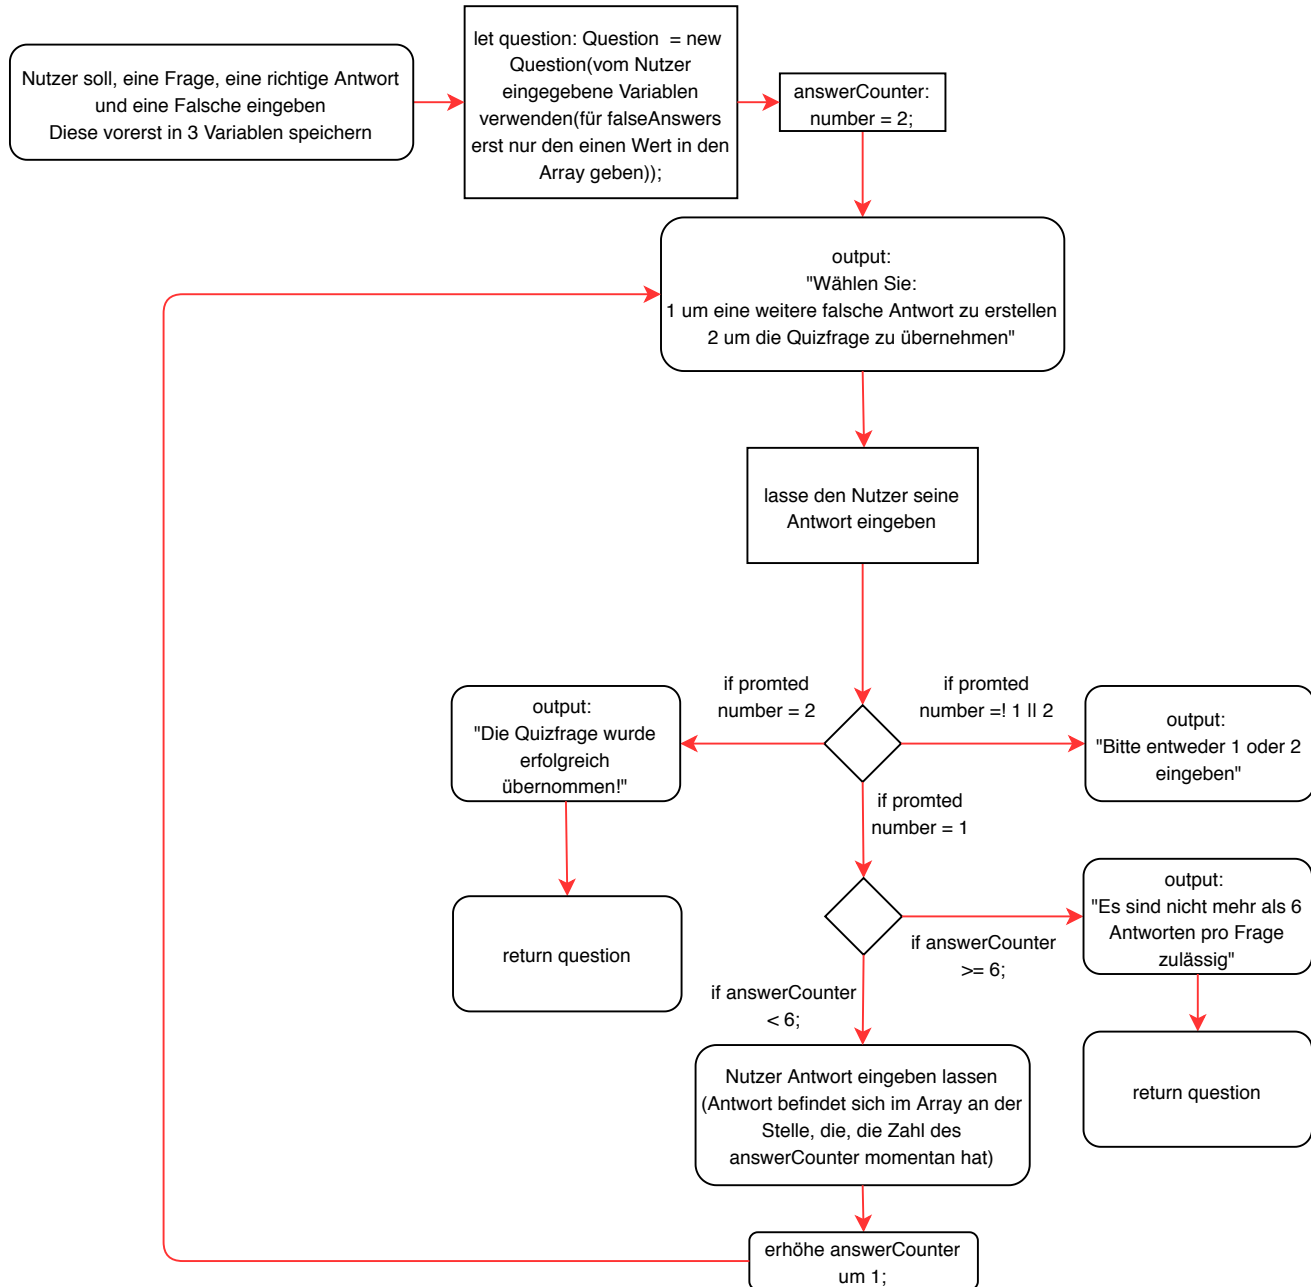 Nutzer soll, eine Frage, eine richtige Antwort
und eine Falsche eingeben
Diese vorerst in 3 Variablen speichern
let question: Question = new
Question(vom Nutzer
eingegebene Variablen
verwenden(für falseAnswers
erst nur den einen Wert in den
Array geben));
answerCounter:
number = 2;
output:
"Wählen Sie:
1 um eine weitere falsche Antwort zu erstellen
2 um die Quizfrage zu übernehmen"
lasse den Nutzer seine
Antwort eingeben
if promted
number = 2
if promted
number =! 1 || 2
output:
"Die Quizfrage wurde
erfolgreich
übernommen!"
output:
"Bitte entweder 1 oder 2
eingeben"
if promted
number = 1
return question
output:
"Es sind nicht mehr als 6
Antworten pro Frage
zulässig"
if answerCounter
>= 6;
if answerCounter
< 6;
return question
Nutzer Antwort eingeben lassen
(Antwort befindet sich im Array an der
Stelle, die, die Zahl des
answerCounter momentan hat)
erhöhe answerCounter
um 1;